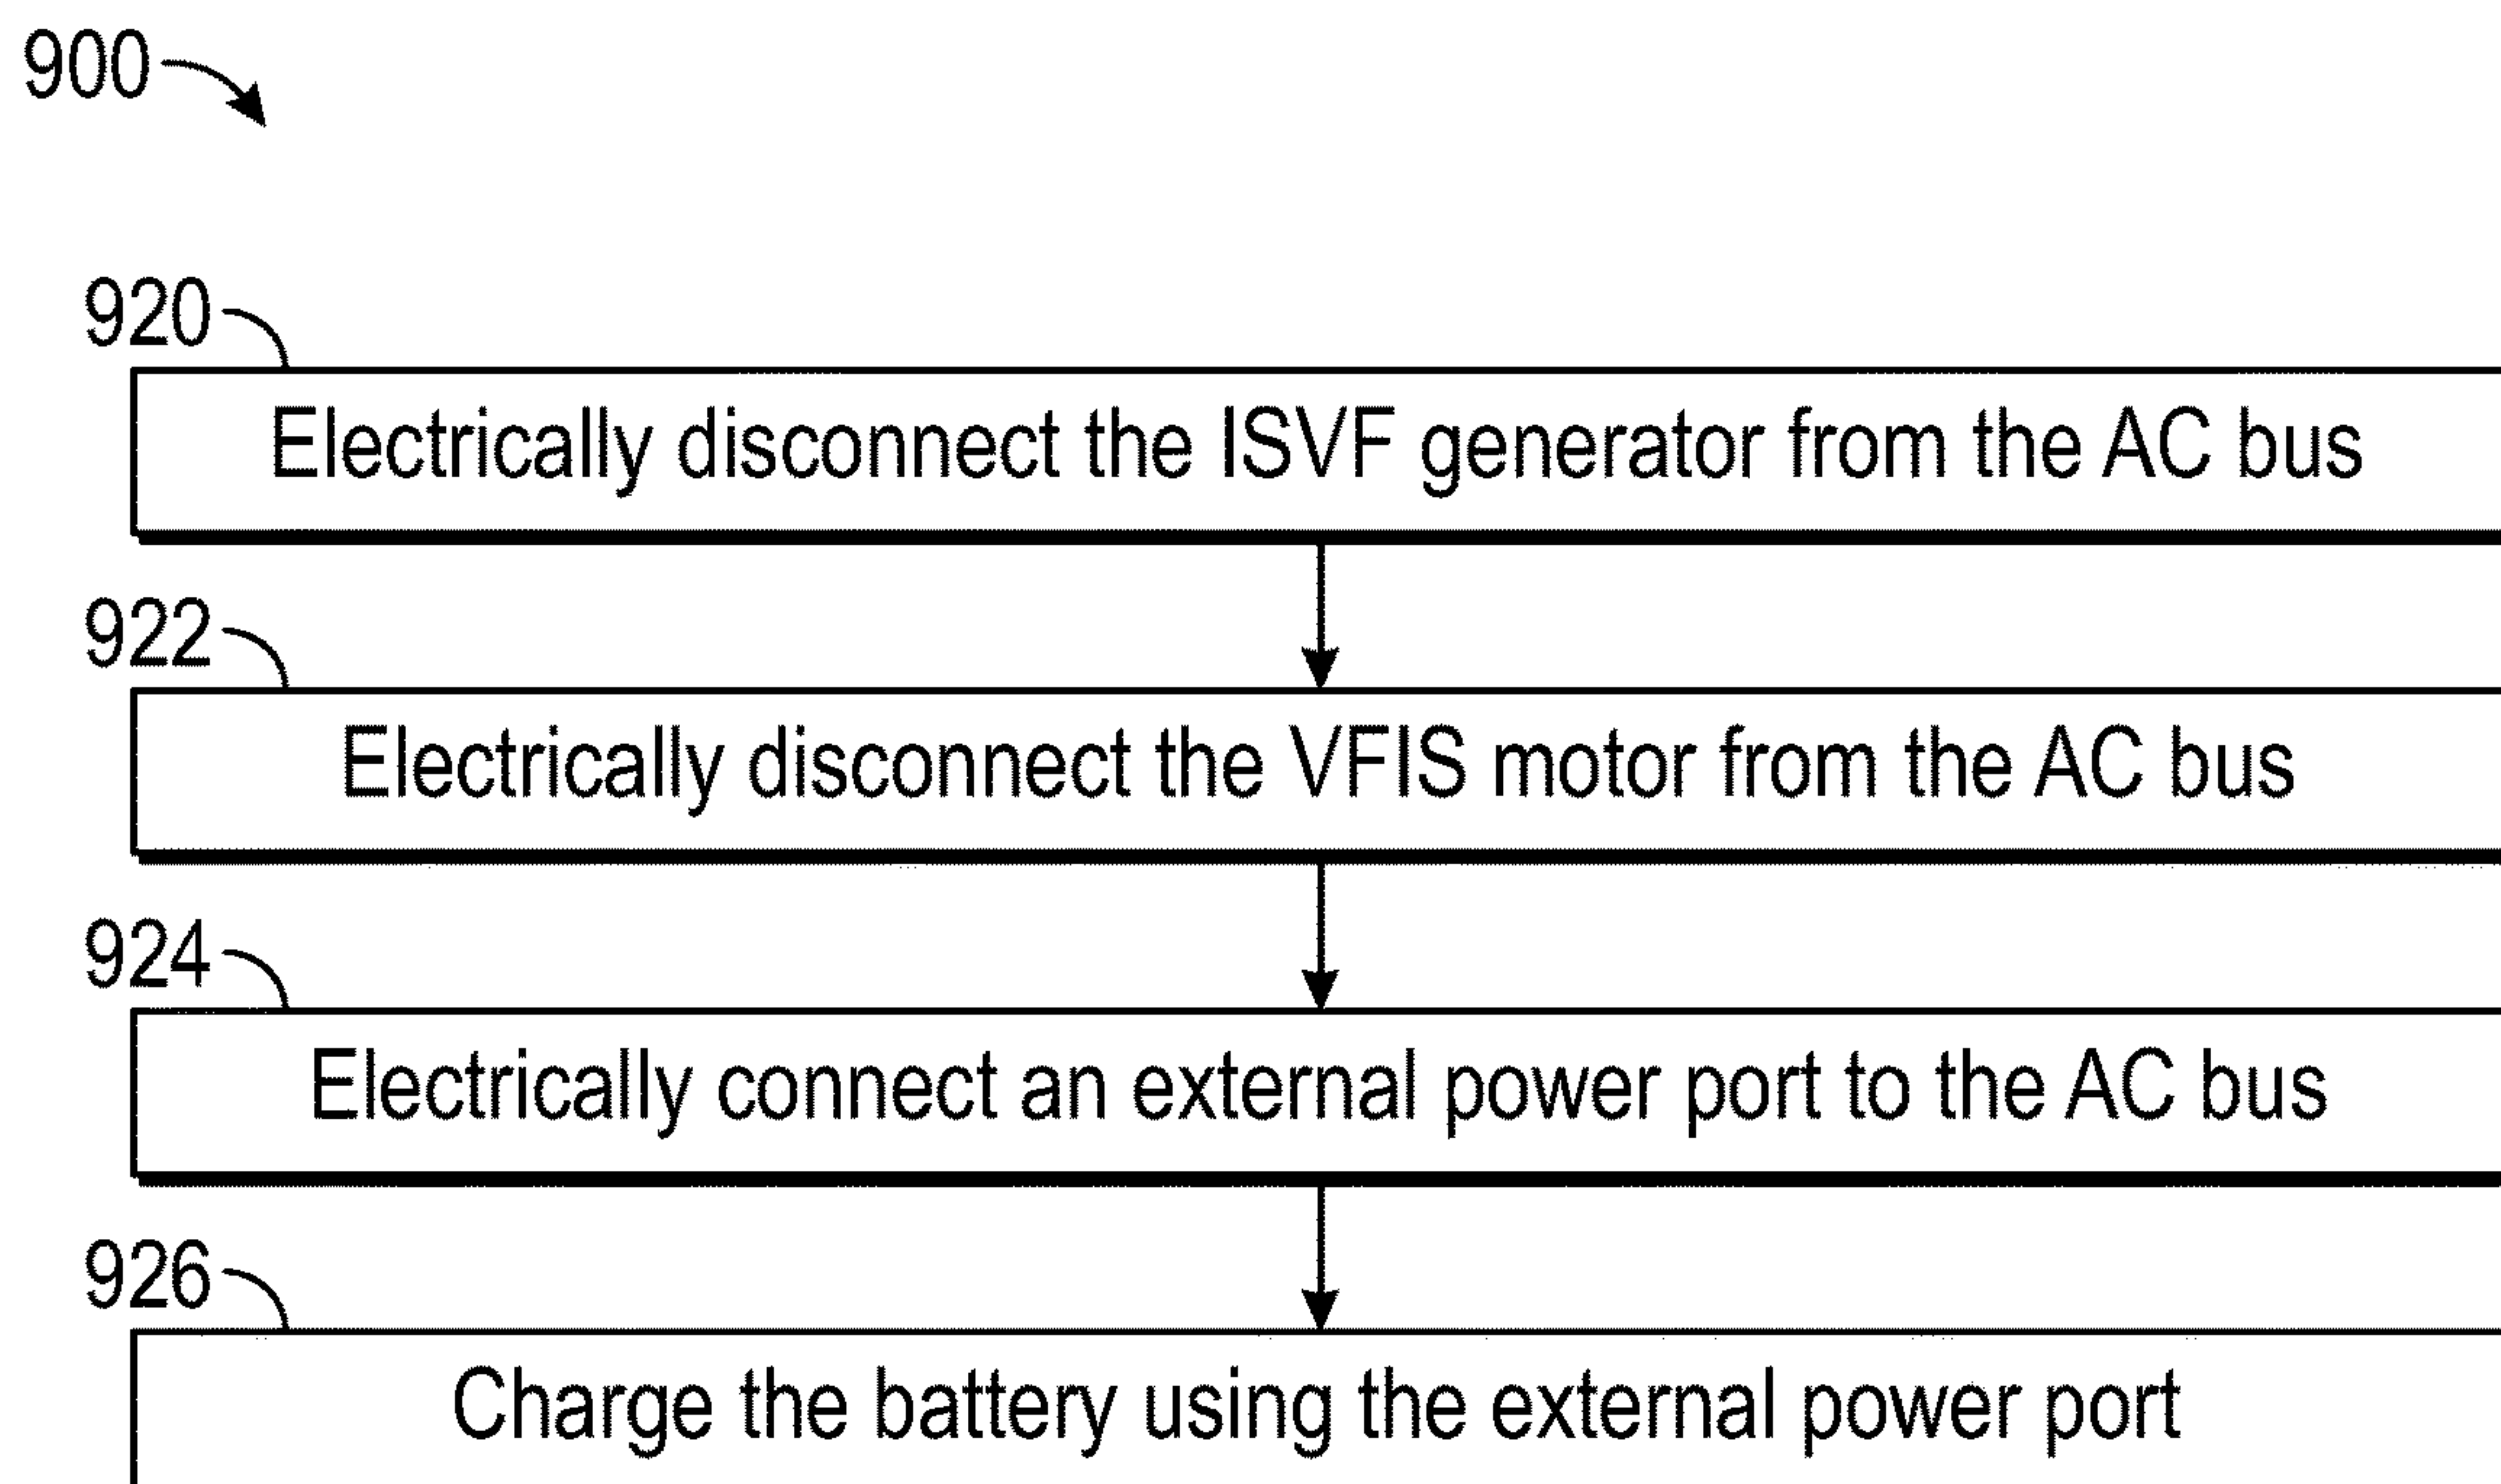 900
920
Electrically disconnect the ISVF generator from the AC bus
922
Electrically disconnect the VFIS motor from the AC bus
924
Electrically connect an external power port to the AC bus
926
Charge the battery using the external power port